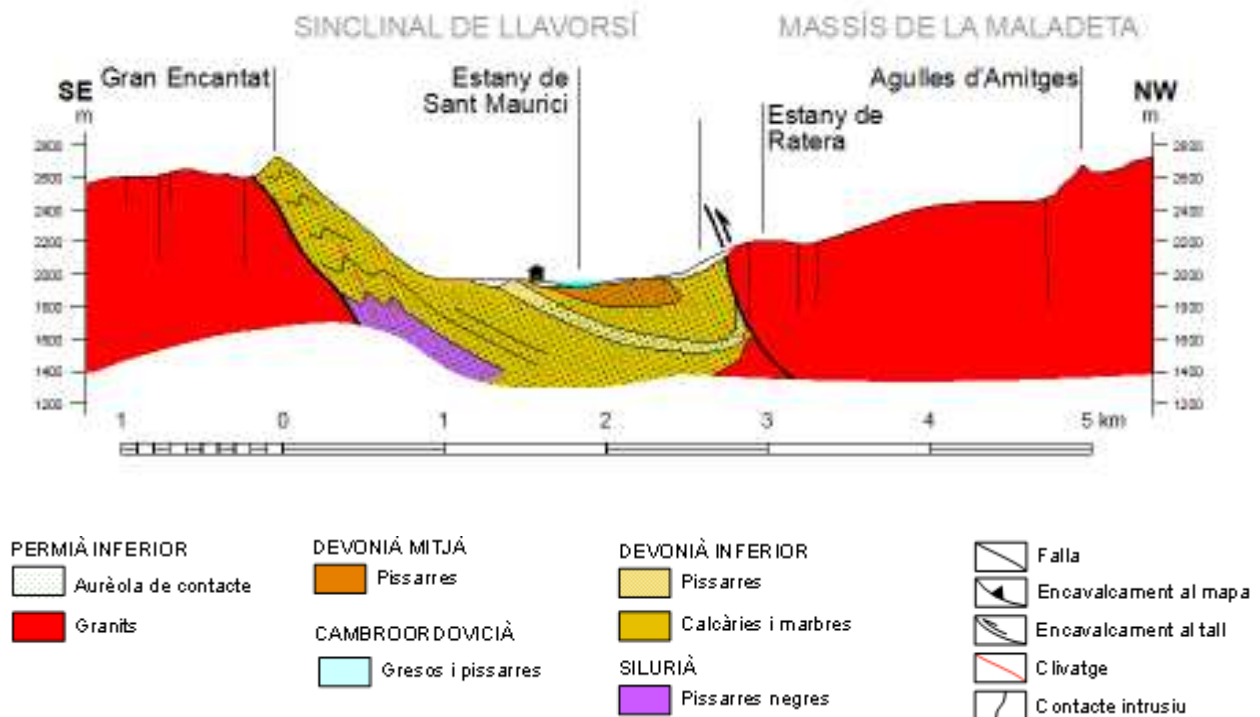 SINCLINAL DE LLAVORSÍ
MASSÍS DE LA MALADETA
SE
m
Gran Encantat
Estany de
Sant Maurici
Estany de
Ratera
Agulles d'Amitges
NW
m
2800
2600
2400
2200
2000
1800
1600
1400
1200
2800
2600
2400
2200
2000
1800
1600
1400
1200
1
0
1
2
3
4
5 km
PERMIÀ INFERIOR
Aurèola de contacte
Granits
DEVONIÁ MITJÁ
Pissarres
CAMBROORDOVICIÀ
Gresos i pissarres
DEVONIÀ INFERIOR
Pissarres
Calcàries i marbres
SILURIÀ
Pissarres negres
Falla
Encavalcament al mapa
Encavalcament al tall
Clivatge
Contacte intrusiu